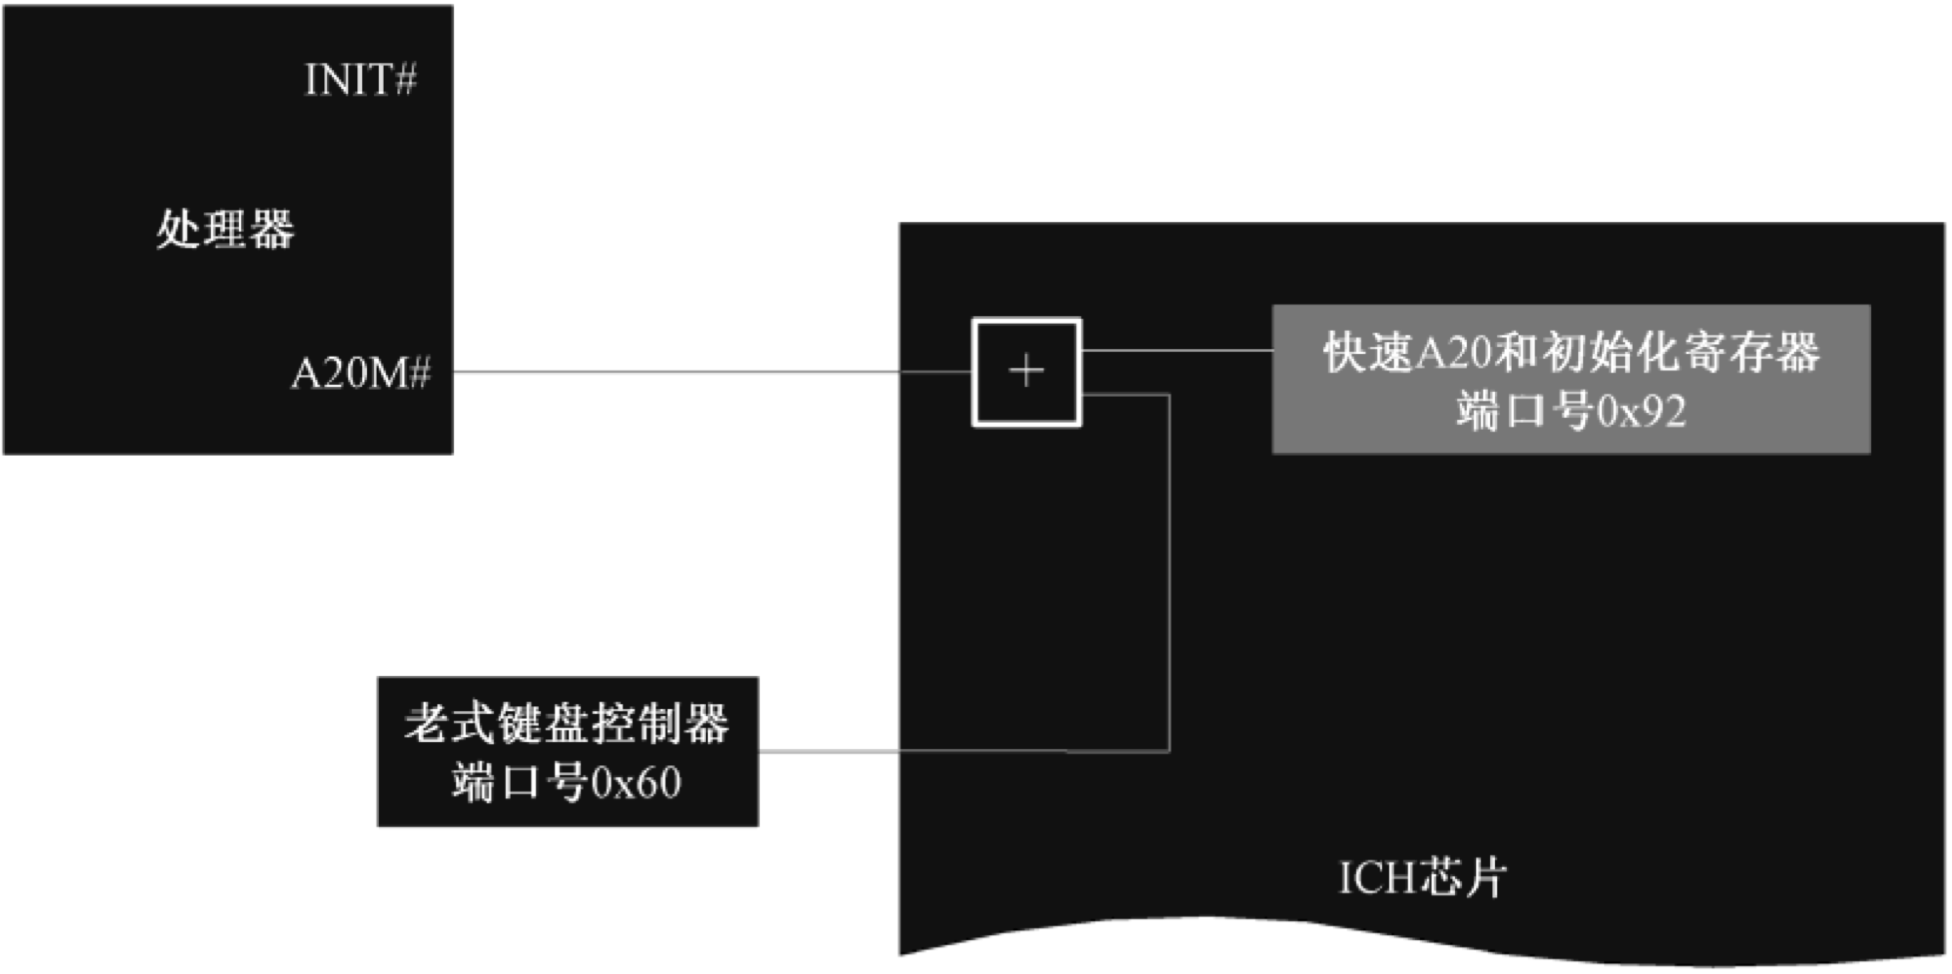 INIT#
处理器
A20M#
+
快速A20和初始化寄存器
端口号0x92
老式键盘控制器
端口号0x60
ICH芯片